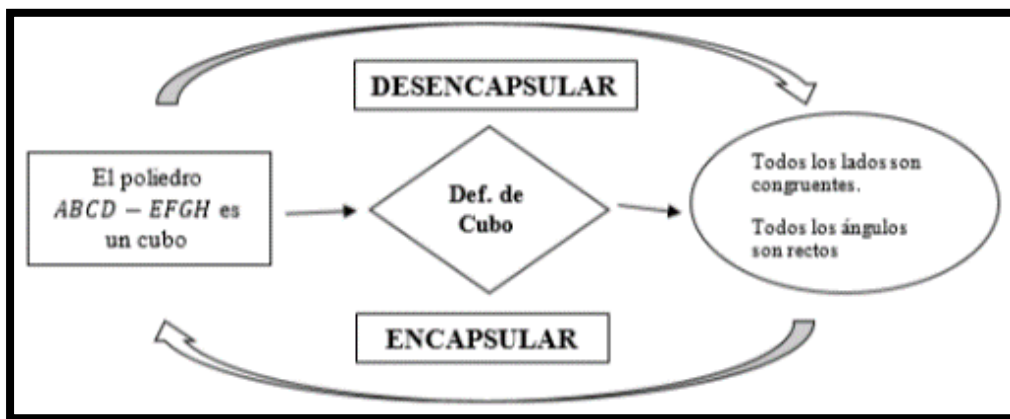 DESENCAPSULAR
El poliedro
ABCD − EFGH es
un cubo
Def. de
Cubo
Todos los lados son
congruentes.
Todos los ángulos
son rectos
ENCAPSULAR